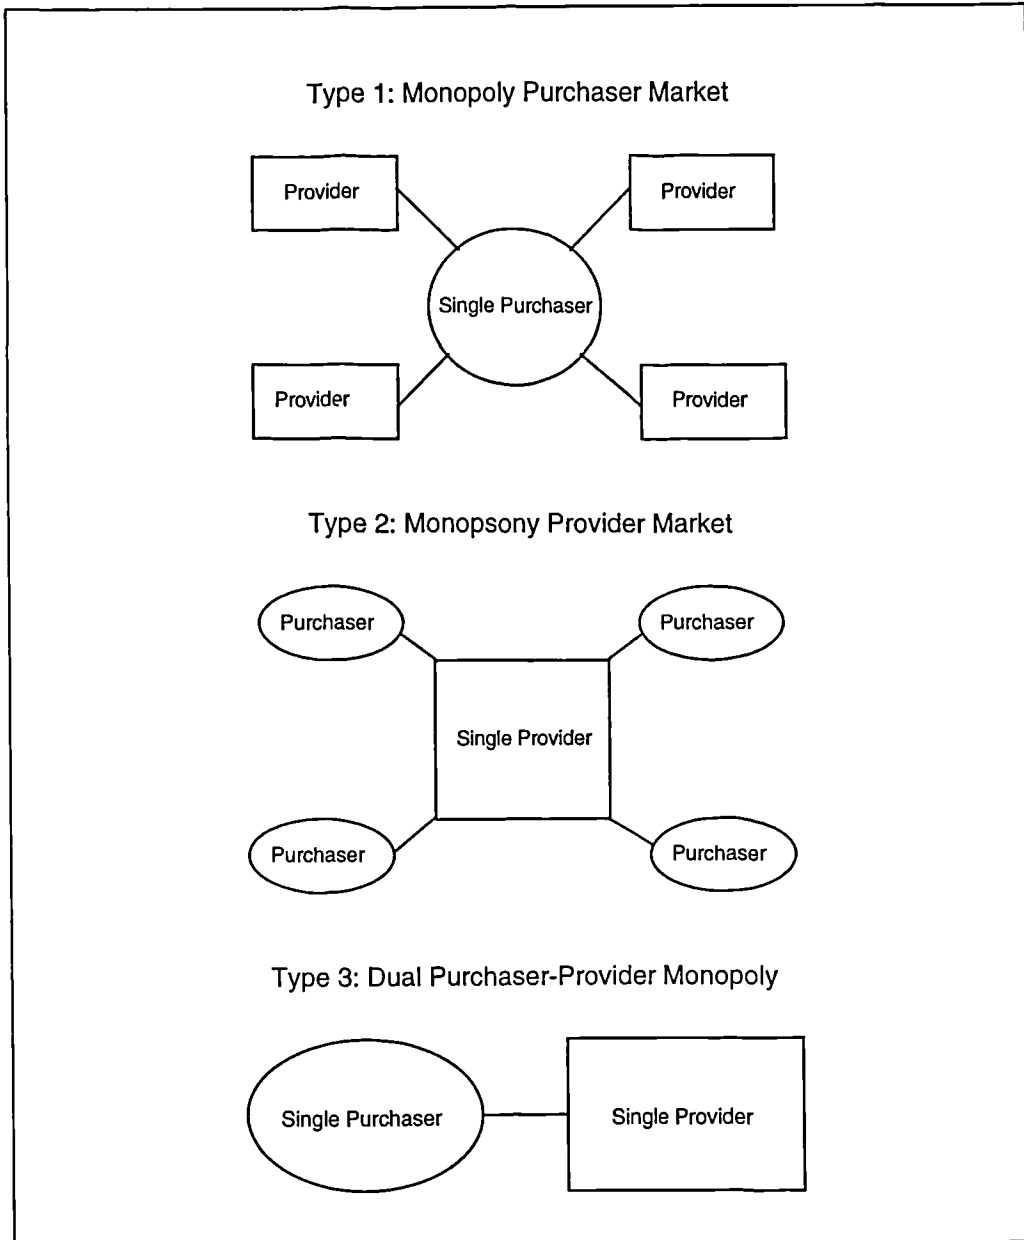 Type 1: Monopoly Purchaser Market
Provider
Provider
Single Purchaser
Provider
Provider
Type 2: Monopsony Provider Market
Purchaser
Purchaser
Single Provider
Purchaser
Purchaser
Type 3: Dual Purchaser-Provider Monopoly
Single Purchaser
Single Provider